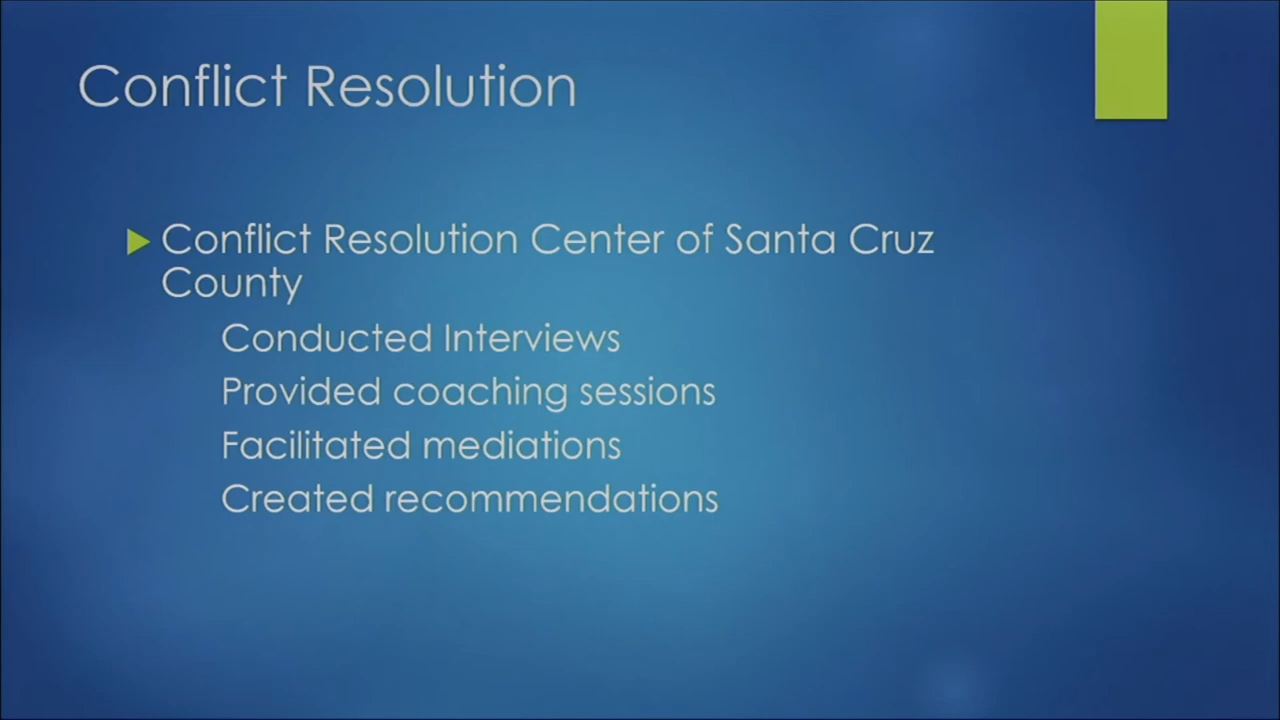 Conflict Resolution
Conflict Resolution Center of Santa Cruz
County
Conducted Interviews
Provided coaching sessions
Facilitated mediations
Created recommendations